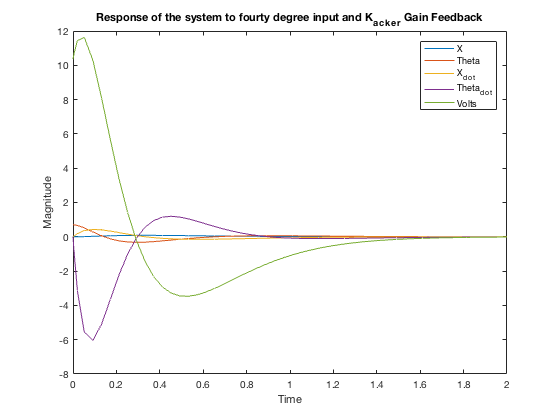 Response of the system to fourty degree input and K_acker Gain Feedback
12
10
8
6
4
2
0
-2
-4
-6
-8
Magnitude
0 0.2 0.4 0.6 0.8 1 1.2 1.4 1.6 1.8 2
Time
X
Theta
X_dot
Theta_dot
Volts